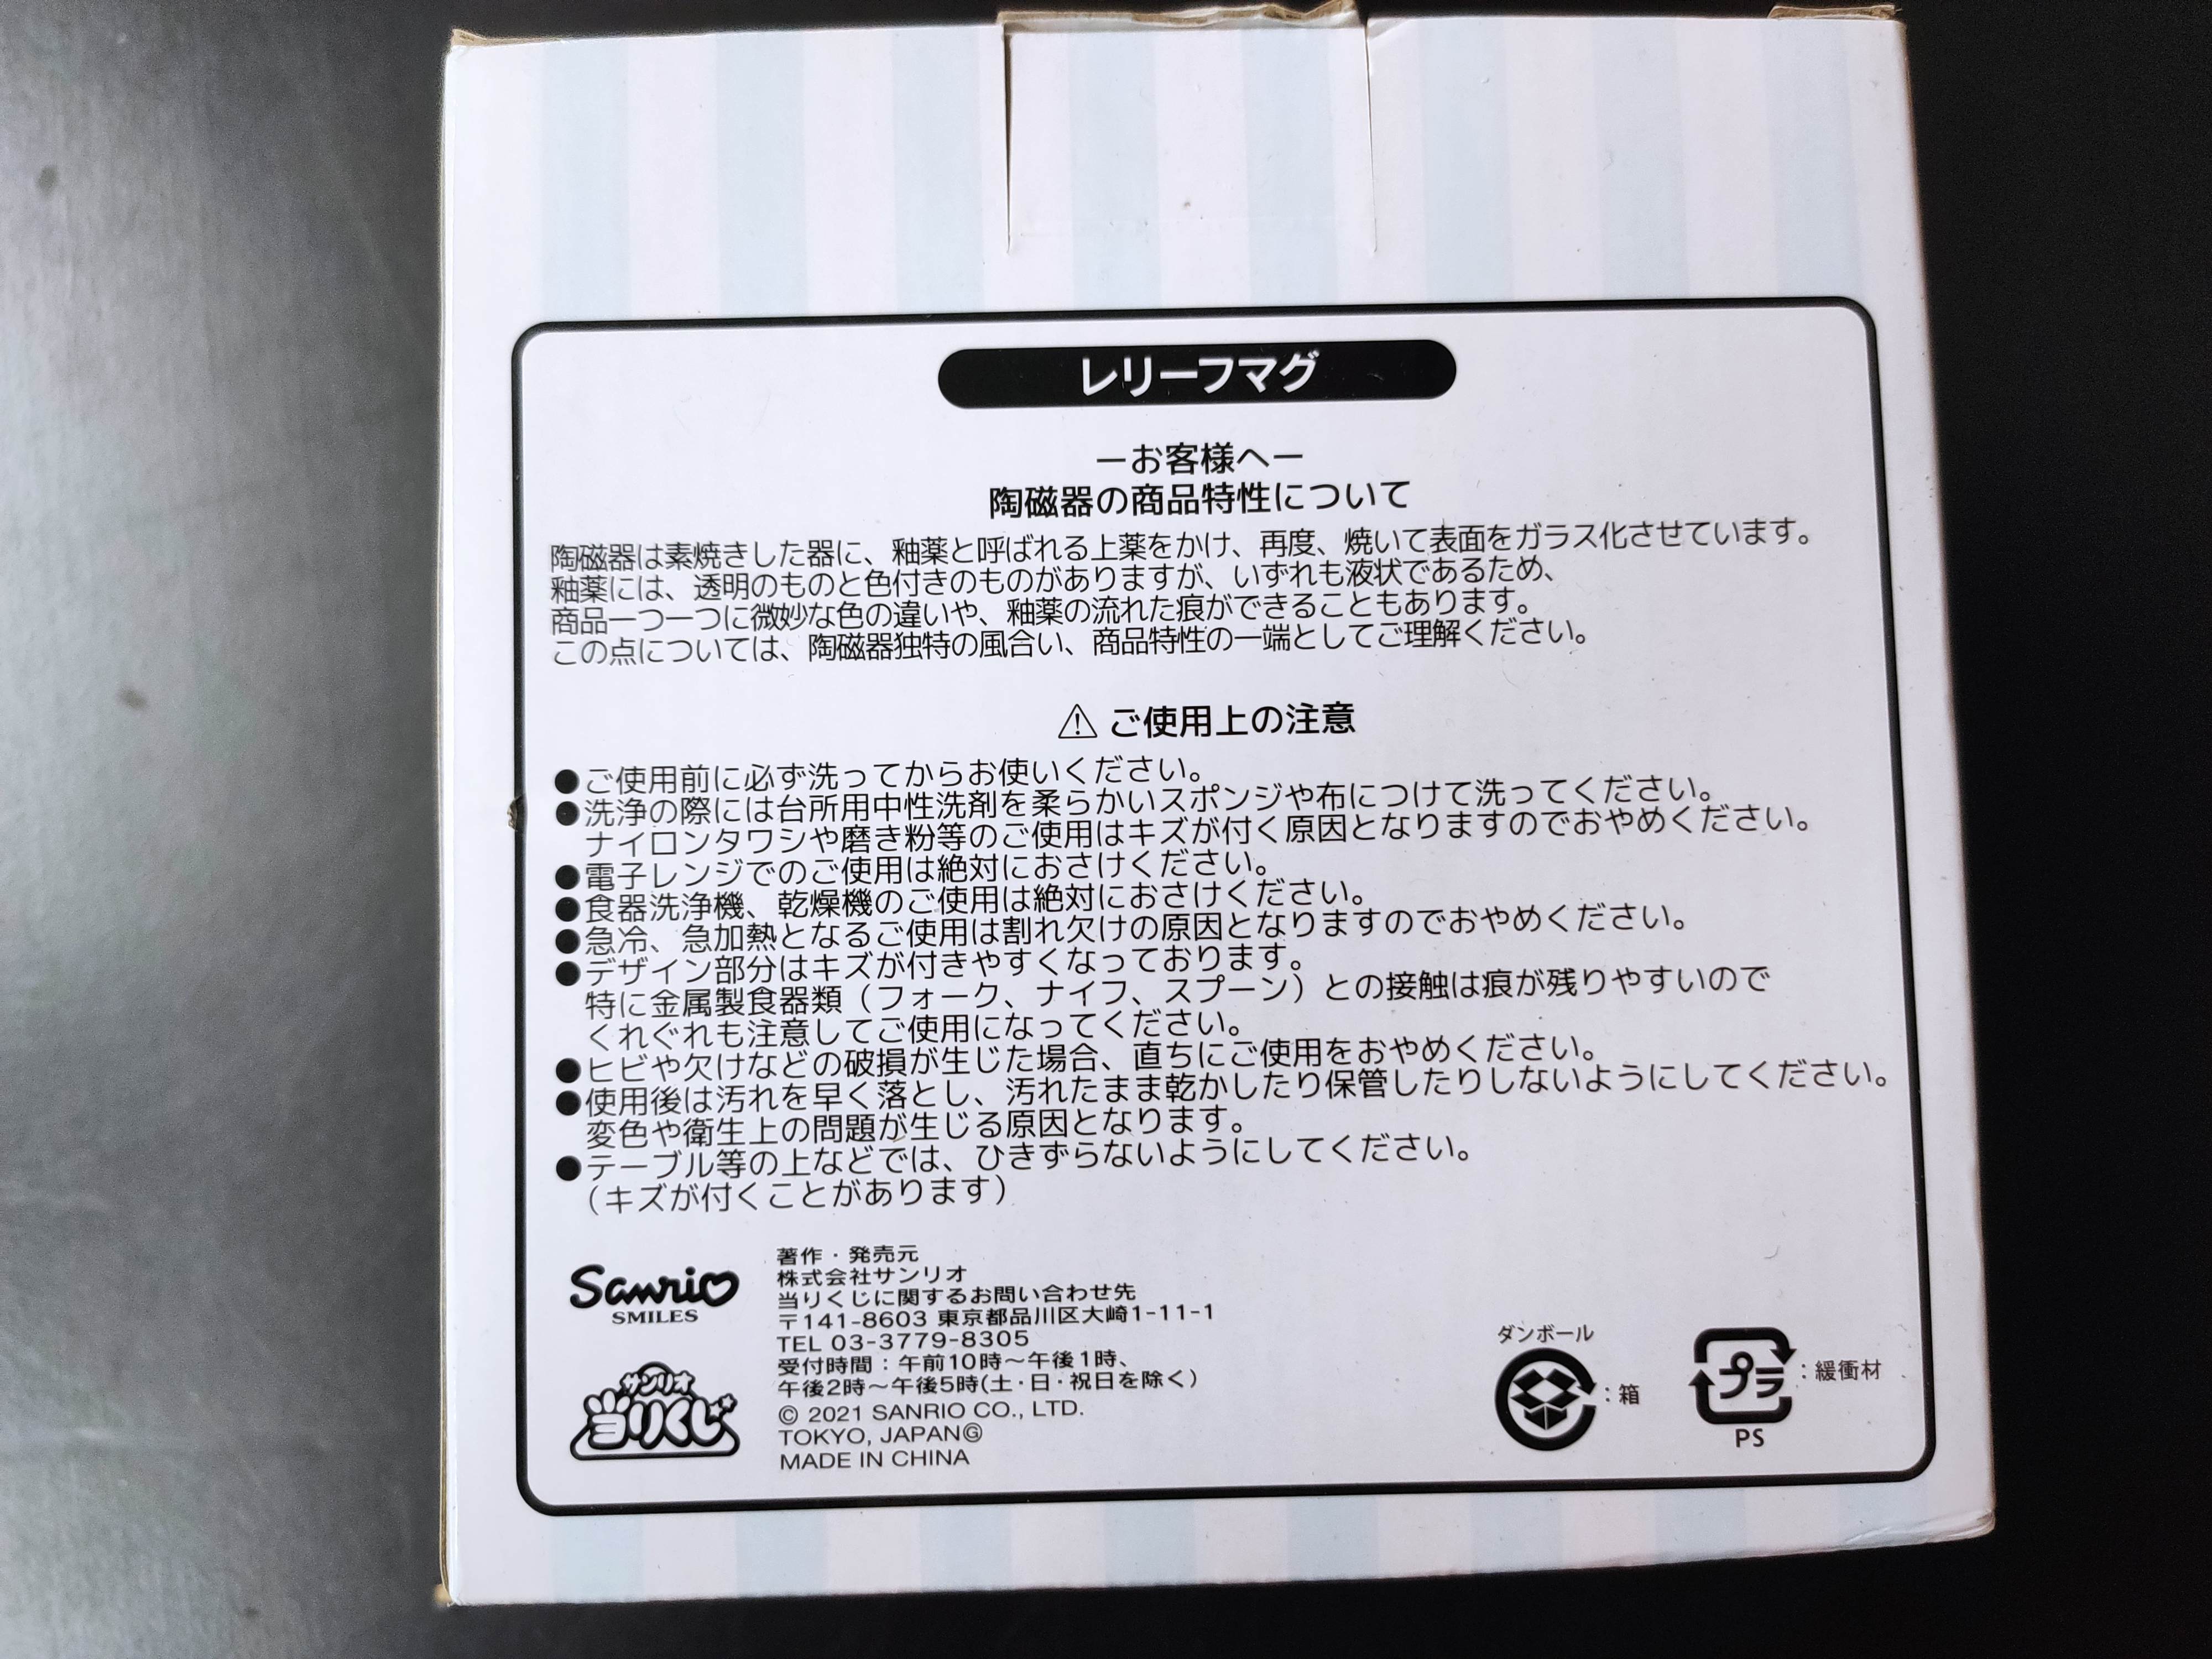 レリーフマグ
ーお客様へー
陶磁器の商品特性について
陶磁器は素焼きした器に、釉薬と呼ばれる上薬をかけ、再度、焼いて表面をガラス化させています。
釉薬には、透明のものと色付きのものがありますが、いずれも液状であるため、
商品一つ一つに微妙な色の違いや、釉薬の流れた痕ができることもあります。
この点については、陶磁器独特の風合い、商品特性の一端としてご理解ください。
⚠ ご使用上の注意
●ご使用前に必ず洗ってからお使いください。
●洗浄の際には台所用中性洗剤を柔らかいスポンジや布につけて洗ってください。
ナイロンタワシや磨き粉等のご使用はキズが付く原因となりますのでおやめください。
●電子レンジでのご使用は絶対におさけください。
●食器洗浄機、乾燥機のご使用は絶対におさけください。
●急冷、急加熱となるご使用は割れ欠けの原因となりますのでおやめください。
●デザイン部分はキズが付きやすくなっております。
特に金属製食器類（フォーク、ナイフ、スプーン）との接触は痕が残りやすいので
くれぐれも注意してご使用になってください。
●ヒビや欠けなどの破損が生じた場合、直ちにご使用をおやめください。
●使用後は汚れを早く落とし、汚れたまま乾かしたり保管したりしないようにしてください。
変色や衛生上の問題が生じる原因となります。
●テーブル等の上などでは、ひきずらないようにしてください。
（キズが付くことがあります）
Sanrio
SMILES
サンリオ
当りくじ
著作・発売元
株式会社サンリオ
当りくじに関するお問い合わせ先
〒141-8603 東京都品川区大崎1-11-1
TEL 03-3779-8305
受付時間：午前10時～午後1時、
午後2時～午後5時(土・日・祝日を除く)
© 2021 SANRIO CO., LTD.
TOKYO, JAPAN Ⓖ
MADE IN CHINA
ダンボール
：箱
プラ
：緩衝材
PS